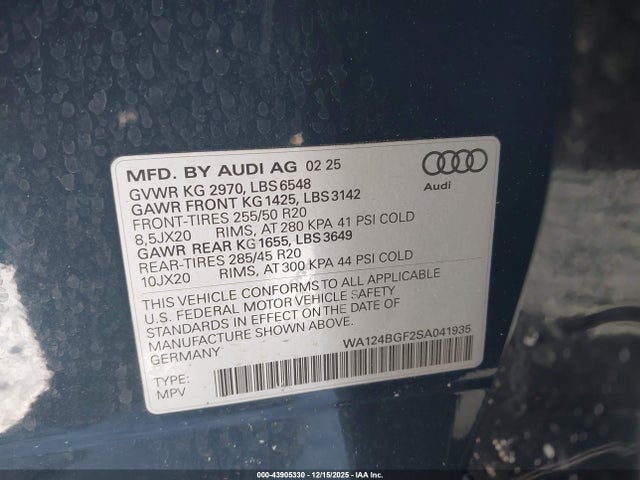 MFD. BY AUDI AG 02 25
GVWR KG 2970, LBS 6548
GAWR FRONT KG 1425, LBS 3142
FRONT-TIRES 255/50 R20
8,5JX20 RIMS, AT 280 KPA 41 PSI COLD
GAWR REAR KG 1655, LBS 3649
REAR-TIRES 285/45 R20
10JX20 RIMS, AT 300 KPA 44 PSI COLD
THIS VEHICLE CONFORMS TO ALL APPLICABLE
U.S. FEDERAL MOTOR VEHICLE SAFETY
STANDARDS IN EFFECT ON THE DATE OF
MANUFACTURE SHOWN ABOVE.
GERMANY
WA124BGF2SA041935
TYPE:
MPV
Audi
000-43905330 - 12/15/2025 - IAA Inc.